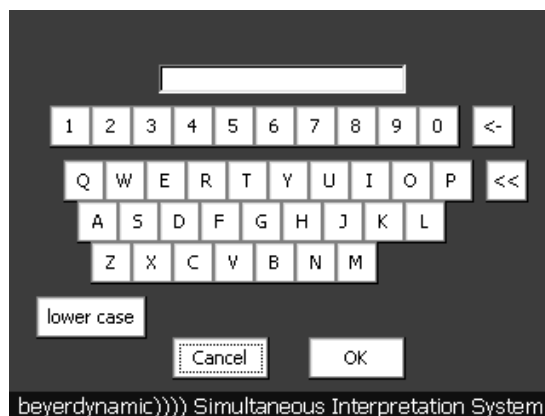 1 2 3 4 5 6 7 8 9 0 <-
Q W E R T Y U I O P <<
A S D F G H J K L
Z X C V B N M
lower case
Cancel OK
beyerdynamic)))) Simultaneous Interpretation System